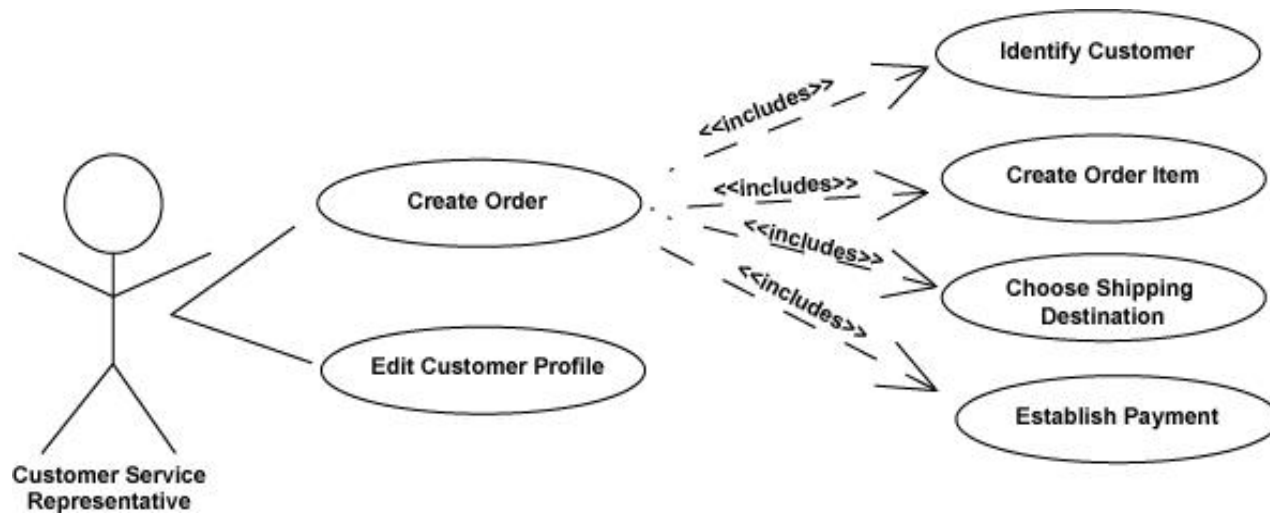 Identify Customer
<<includes>>
Create Order
<<includes>>
Create Order Item
<<includes>>
Choose Shipping
Destination
<<includes>>
Edit Customer Profile
Establish Payment
Customer Service
Representative